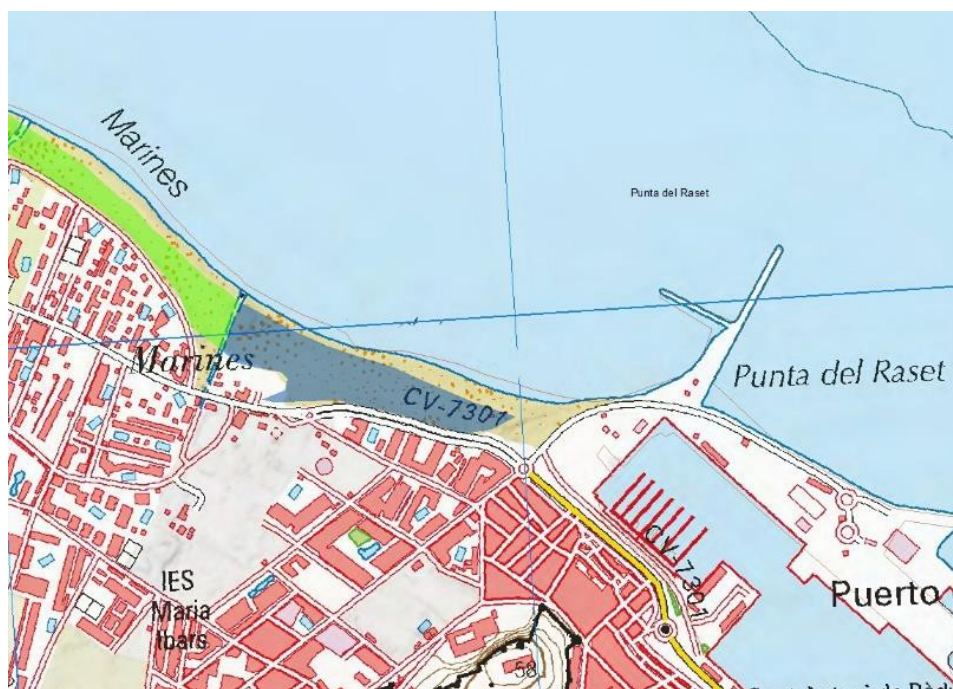 Marines
Punta del Raset
Marines
Punta del Raset
CV-7301
CV-7301
IES
Maria
Ibars
Puerto
58